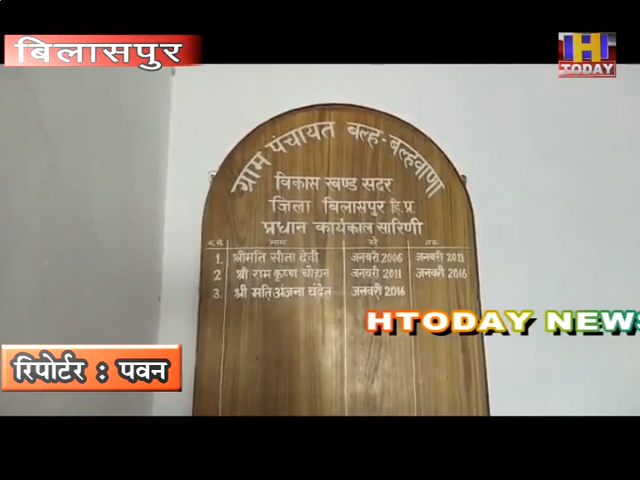 बिलासपुर
H
TODAY
ग्राम पंचायत बल्ह-बल्हवाणा
विकास खण्ड सदर
जिला बिलासपुर हि.प्र.
प्रधान कार्यकाल सारिणी
क्र.सं. नाम से तक
1. श्रीमति सीता देवी जनवरी 2006 जनवरी 2011
2 श्री राम कृष्ण चौहान जनवरी 2011 जनवरी 2016
3. श्री मति अंजना चंदेल जनवरी 2016
HTODAY NEWS
रिपोर्टर : पवन